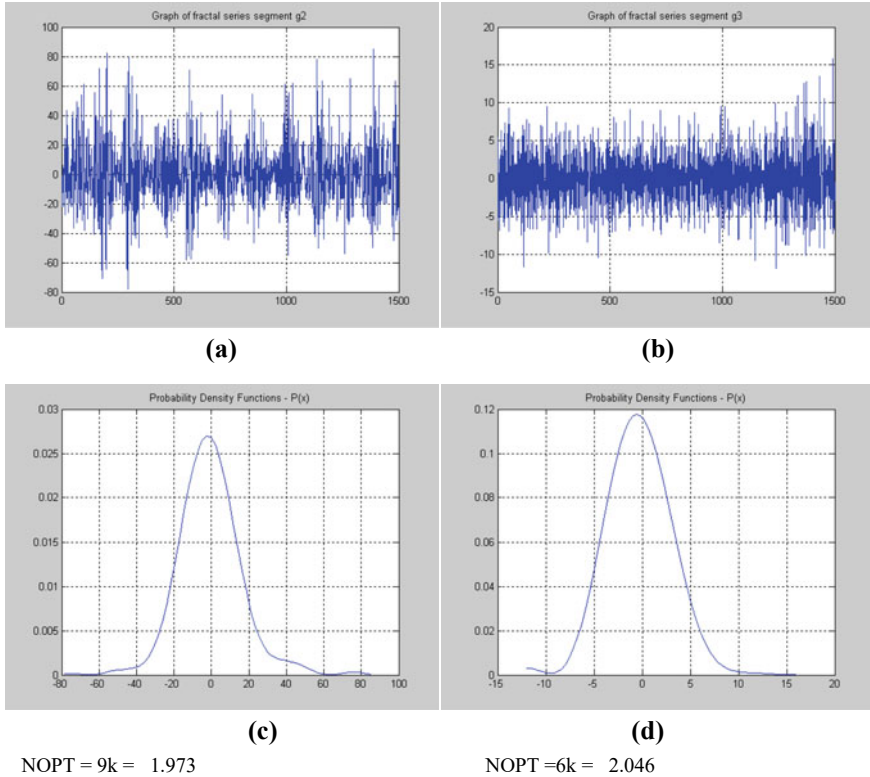 Graph of fractal series segment g2
100
80
60
40
20
0
-20
-40
-60
-80
0 500 1000 1500
(a)
Graph of fractal series segment g3
20
15
10
5
0
-5
-10
-15
0 500 1000 1500
(b)
Probability Density Functions - P(x)
0.03
0.025
0.02
0.015
0.01
0.005
0
-80 -60 -40 -20 0 20 40 60 80 100
(c)
Probability Density Functions - P(x)
0.12
0.1
0.08
0.06
0.04
0.02
0
-15 -10 -5 0 5 10 15 20
(d)
NOPT = 9k = 1.973
NOPT =6k = 2.046